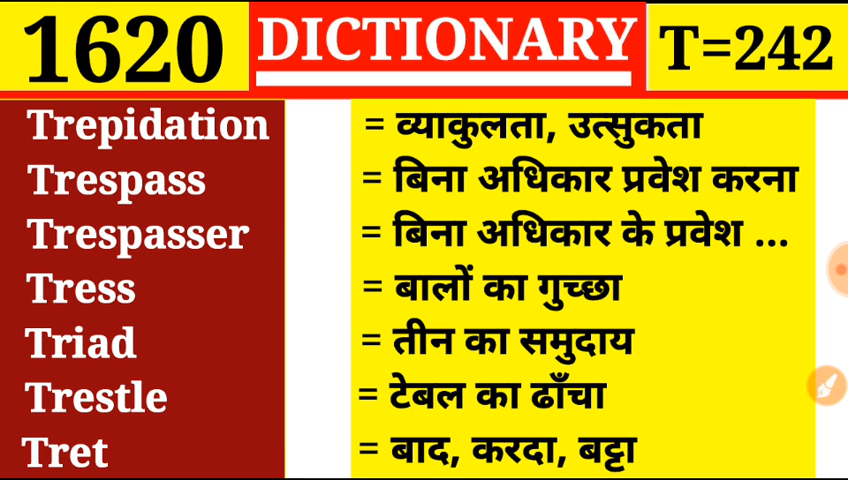 1620 DICTIONARY T=242
Trepidation = व्याकुलता, उत्सुकता
Trespass = बिना अधिकार प्रवेश करना
Trespasser = बिना अधिकार के प्रवेश ...
Tress = बालों का गुच्छा
Triad = तीन का समुदाय
Trestle = टेबल का ढाँचा
Tret = बाद, करदा, बट्टा